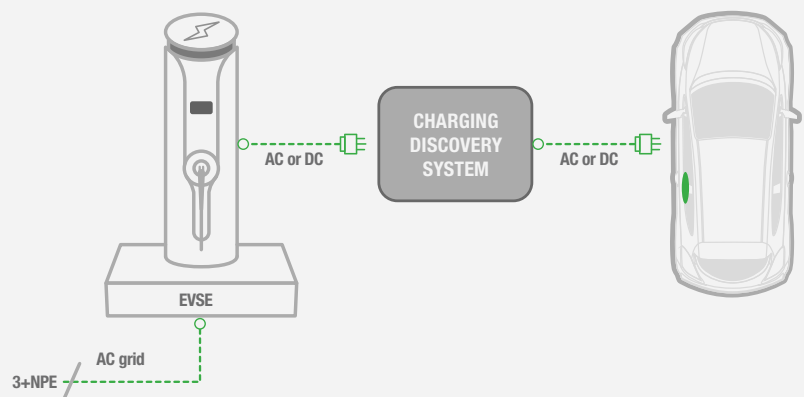 CHARGING
DISCOVERY
SYSTEM
AC or DC
AC or DC
EVSE
AC grid
3+NPE